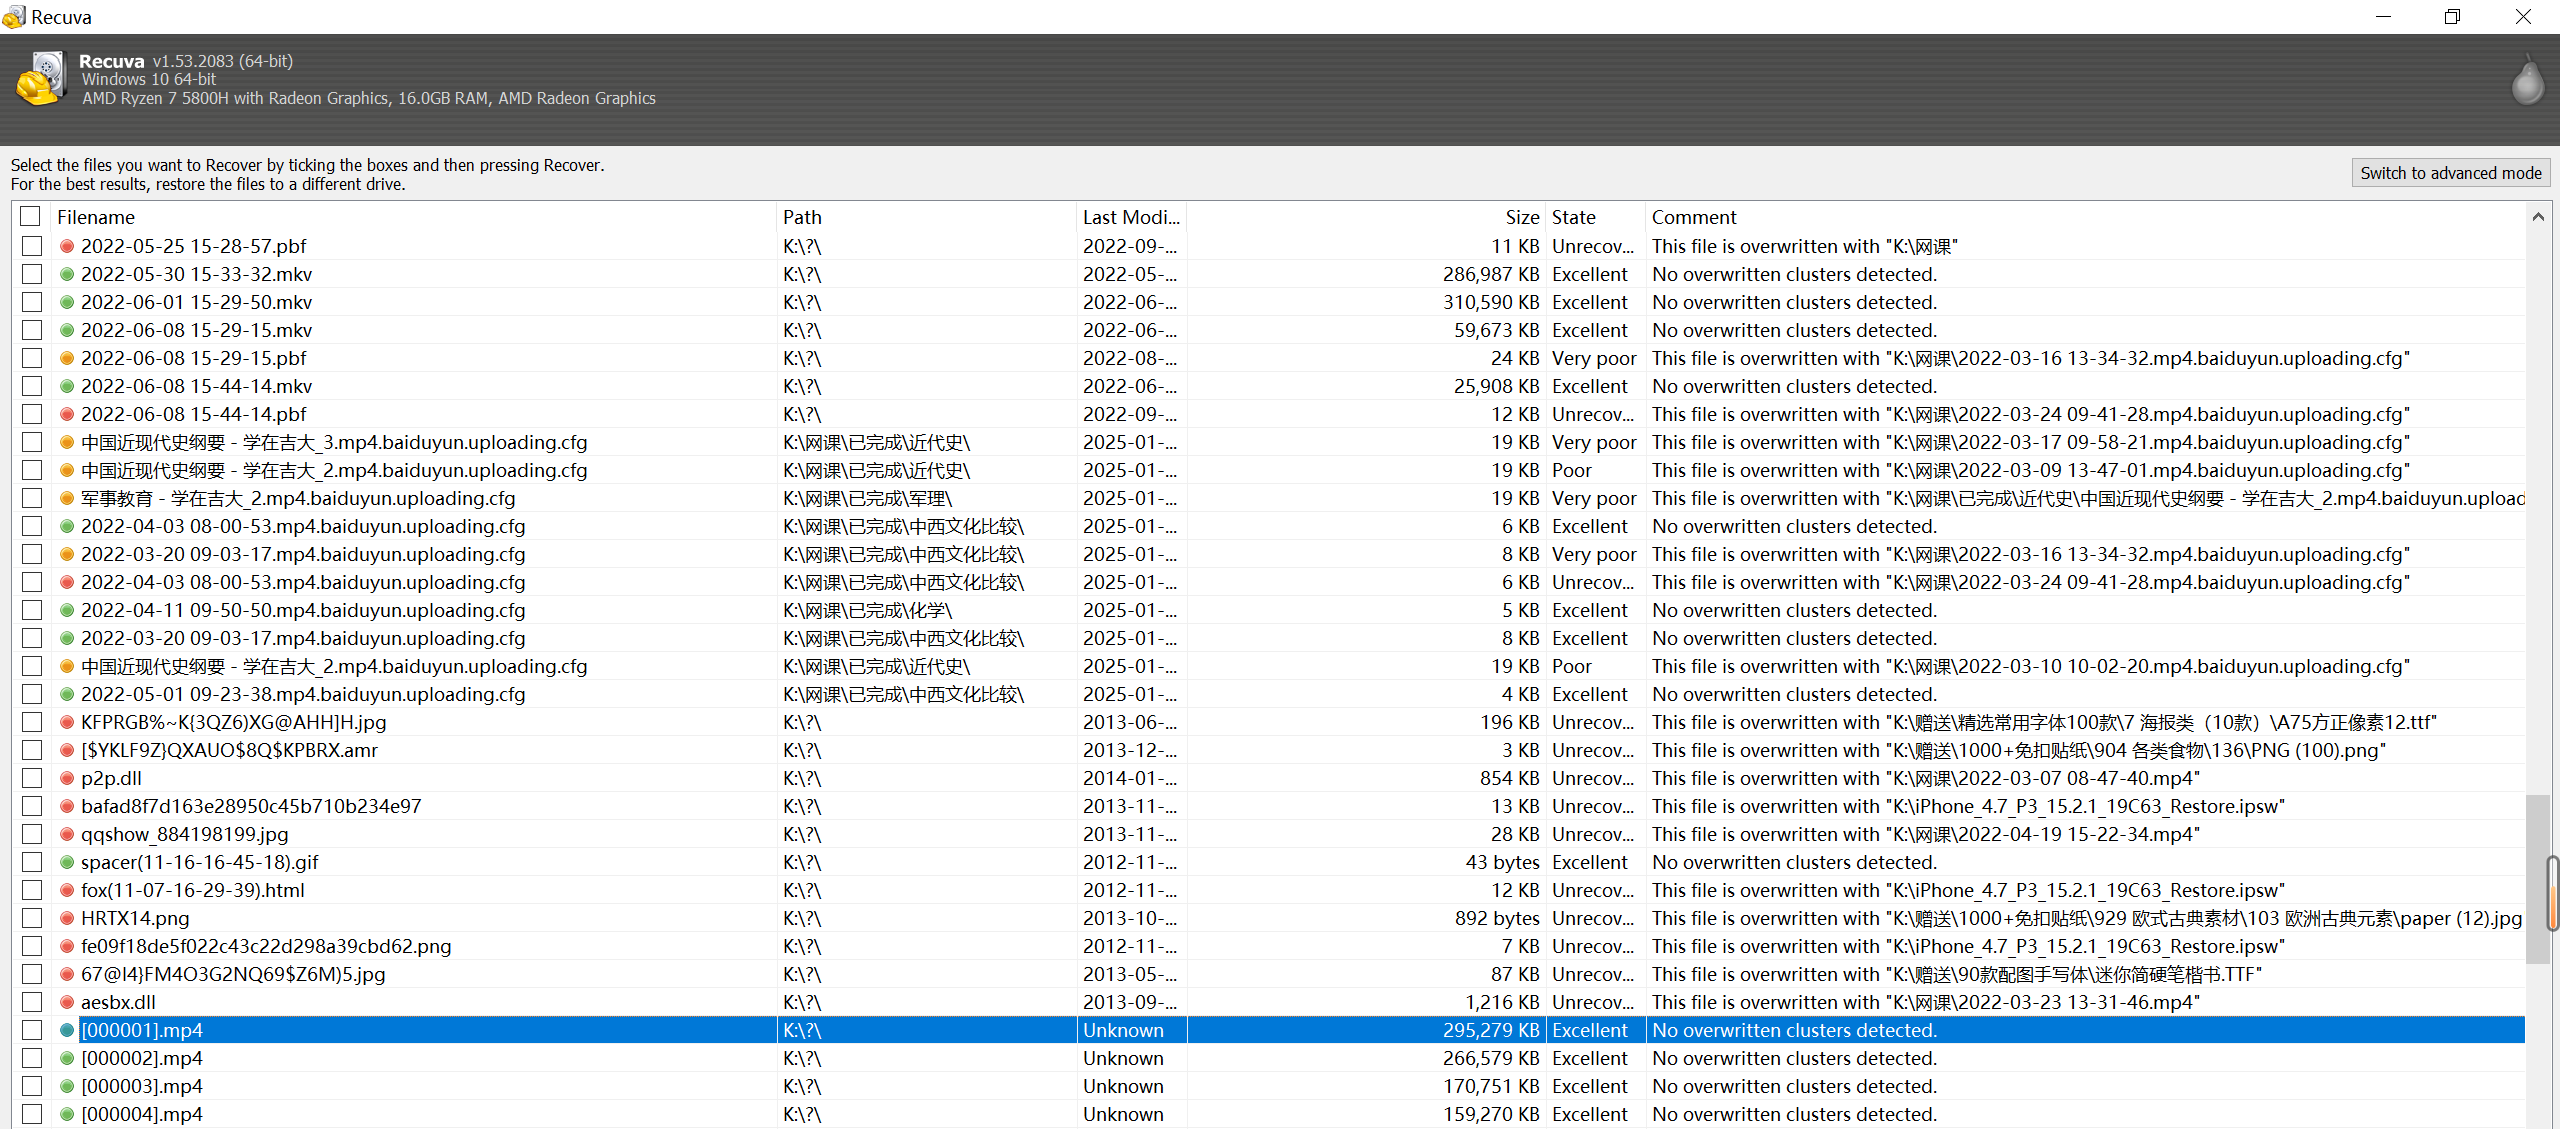 Recuva
Recuva v1.53.2083 (64-bit)
Windows 10 64-bit
AMD Ryzen 7 5800H with Radeon Graphics, 16.0GB RAM, AMD Radeon Graphics
Select the files you want to Recover by ticking the boxes and then pressing Recover.
For the best results, restore the files to a different drive.
Switch to advanced mode
Filename Path Last Modi... Size State Comment
2022-05-25 15-28-57.pbf K:\?\ 2022-09-... 11 KB Unrecov... This file is overwritten with "K:\网课"
2022-05-30 15-33-32.mkv K:\?\ 2022-05-... 286,987 KB Excellent No overwritten clusters detected.
2022-06-01 15-29-50.mkv K:\?\ 2022-06-... 310,590 KB Excellent No overwritten clusters detected.
2022-06-08 15-29-15.mkv K:\?\ 2022-06-... 59,673 KB Excellent No overwritten clusters detected.
2022-06-08 15-29-15.pbf K:\?\ 2022-08-... 24 KB Very poor This file is overwritten with "K:\网课\2022-03-16 13-34-32.mp4.baiduyun.uploading.cfg"
2022-06-08 15-44-14.mkv K:\?\ 2022-06-... 25,908 KB Excellent No overwritten clusters detected.
2022-06-08 15-44-14.pbf K:\?\ 2022-09-... 12 KB Unrecov... This file is overwritten with "K:\网课\2022-03-24 09-41-28.mp4.baiduyun.uploading.cfg"
中国近现代史纲要 - 学在吉大_3.mp4.baiduyun.uploading.cfg K:\网课\已完成\近代史\ 2025-01-... 19 KB Very poor This file is overwritten with "K:\网课\2022-03-17 09-58-21.mp4.baiduyun.uploading.cfg"
中国近现代史纲要 - 学在吉大_2.mp4.baiduyun.uploading.cfg K:\网课\已完成\近代史\ 2025-01-... 19 KB Poor This file is overwritten with "K:\网课\2022-03-09 13-47-01.mp4.baiduyun.uploading.cfg"
军事教育 - 学在吉大_2.mp4.baiduyun.uploading.cfg K:\网课\已完成\军理\ 2025-01-... 19 KB Very poor This file is overwritten with "K:\网课\已完成\近代史\中国近现代史纲要 - 学在吉大_2.mp4.baiduyun.upload
2022-04-03 08-00-53.mp4.baiduyun.uploading.cfg K:\网课\已完成\中西文化比较\ 2025-01-... 6 KB Excellent No overwritten clusters detected.
2022-03-20 09-03-17.mp4.baiduyun.uploading.cfg K:\网课\已完成\中西文化比较\ 2025-01-... 8 KB Very poor This file is overwritten with "K:\网课\2022-03-16 13-34-32.mp4.baiduyun.uploading.cfg"
2022-04-03 08-00-53.mp4.baiduyun.uploading.cfg K:\网课\已完成\中西文化比较\ 2025-01-... 6 KB Unrecov... This file is overwritten with "K:\网课\2022-03-24 09-41-28.mp4.baiduyun.uploading.cfg"
2022-04-11 09-50-50.mp4.baiduyun.uploading.cfg K:\网课\已完成\化学\ 2025-01-... 5 KB Excellent No overwritten clusters detected.
2022-03-20 09-03-17.mp4.baiduyun.uploading.cfg K:\网课\已完成\中西文化比较\ 2025-01-... 8 KB Excellent No overwritten clusters detected.
中国近现代史纲要 - 学在吉大_2.mp4.baiduyun.uploading.cfg K:\网课\已完成\近代史\ 2025-01-... 19 KB Poor This file is overwritten with "K:\网课\2022-03-10 10-02-20.mp4.baiduyun.uploading.cfg"
2022-05-01 09-23-38.mp4.baiduyun.uploading.cfg K:\网课\已完成\中西文化比较\ 2025-01-... 4 KB Excellent No overwritten clusters detected.
KFPRGB%~K{3QZ6)XG@AHH]H.jpg K:\?\ 2013-06-... 196 KB Unrecov... This file is overwritten with "K:\赠送\精选常用字体100款\7 海报类（10款）\A75方正像素12.ttf"
[$YKLF9Z}QXAUO$8Q$KPBRX.amr K:\?\ 2013-12-... 3 KB Unrecov... This file is overwritten with "K:\赠送\1000+免扣贴纸\904 各类食物\136\PNG (100).png"
p2p.dll K:\?\ 2014-01-... 854 KB Unrecov... This file is overwritten with "K:\网课\2022-03-07 08-47-40.mp4"
bafad8f7d163e28950c45b710b234e97 K:\?\ 2013-11-... 13 KB Unrecov... This file is overwritten with "K:\iPhone_4.7_P3_15.2.1_19C63_Restore.ipsw"
qqshow_884198199.jpg K:\?\ 2013-11-... 28 KB Unrecov... This file is overwritten with "K:\网课\2022-04-19 15-22-34.mp4"
spacer(11-16-16-45-18).gif K:\?\ 2012-11-... 43 bytes Excellent No overwritten clusters detected.
fox(11-07-16-29-39).html K:\?\ 2012-11-... 12 KB Unrecov... This file is overwritten with "K:\iPhone_4.7_P3_15.2.1_19C63_Restore.ipsw"
HRTX14.png K:\?\ 2013-10-... 892 bytes Unrecov... This file is overwritten with "K:\赠送\1000+免扣贴纸\929 欧式古典素材\103 欧洲古典元素\paper (12).jpg
fe09f18de5f022c43c22d298a39cbd62.png K:\?\ 2012-11-... 7 KB Unrecov... This file is overwritten with "K:\iPhone_4.7_P3_15.2.1_19C63_Restore.ipsw"
67@I4}FM4O3G2NQ69$Z6M)5.jpg K:\?\ 2013-05-... 87 KB Unrecov... This file is overwritten with "K:\赠送\90款配图手写体\迷你简硬笔楷书.TTF"
aesbx.dll K:\?\ 2013-09-... 1,216 KB Unrecov... This file is overwritten with "K:\网课\2022-03-23 13-31-46.mp4"
[000001].mp4 K:\?\ Unknown 295,279 KB Excellent No overwritten clusters detected.
[000002].mp4 K:\?\ Unknown 266,579 KB Excellent No overwritten clusters detected.
[000003].mp4 K:\?\ Unknown 170,751 KB Excellent No overwritten clusters detected.
[000004].mp4 K:\?\ Unknown 159,270 KB Excellent No overwritten clusters detected.